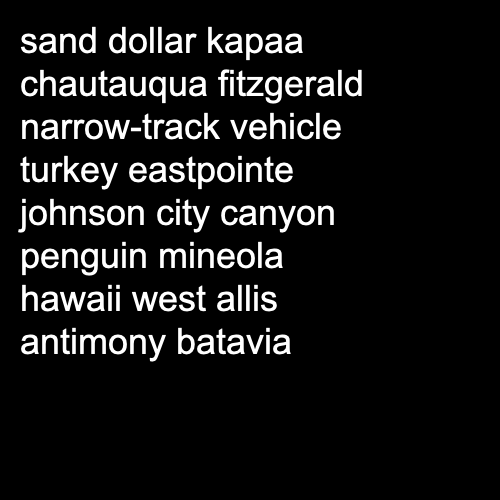 sand dollar kapaa
chautauqua fitzgerald
narrow-track vehicle
turkey eastpointe
johnson city canyon
penguin mineola
hawaii west allis
antimony batavia